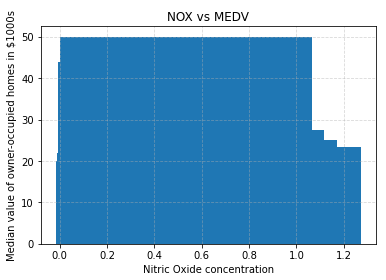 NOX vs MEDV
Median value of owner-occupied homes in $1000s
50
40
30
20
10
0
0.0 0.2 0.4 0.6 0.8 1.0 1.2
Nitric Oxide concentration